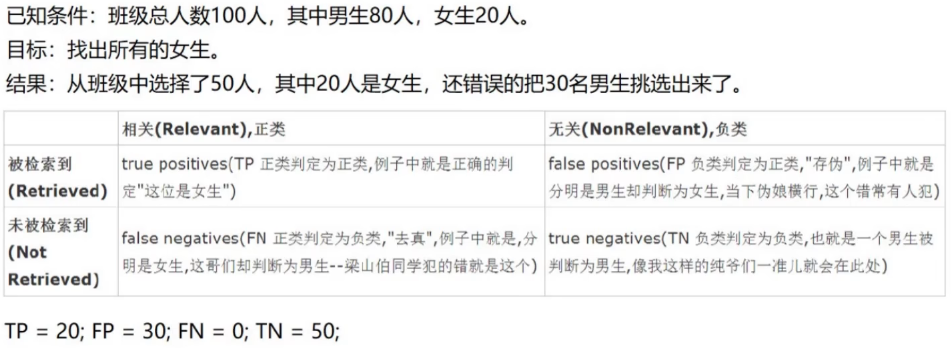 已知条件：班级总人数100人，其中男生80人，女生20人。
目标：找出所有的女生。
结果：从班级中选择了50人，其中20人是女生，还错误的把30名男生挑选出来了。
相关(Relevant),正类
无关(NonRelevant),负类
被检索到
(Retrieved)
true positives(TP 正类判定为正类,例子中就是正确的判
定"这位是女生")
false positives(FP 负类判定为正类,"存伪",例子中就是
分明是男生却判断为女生,当下伪娘横行,这个错常有人犯)
未被检索到
(Not
Retrieved)
false negatives(FN 正类判定为负类,"去真",例子中就是,分
明是女生,这哥们却判断为男生--梁山伯同学犯的错就是这个)
true negatives(TN 负类判定为负类,也就是一个男生被
判断为男生,像我这样的纯爷们一准儿就会在此处)
TP = 20; FP = 30; FN = 0; TN = 50;